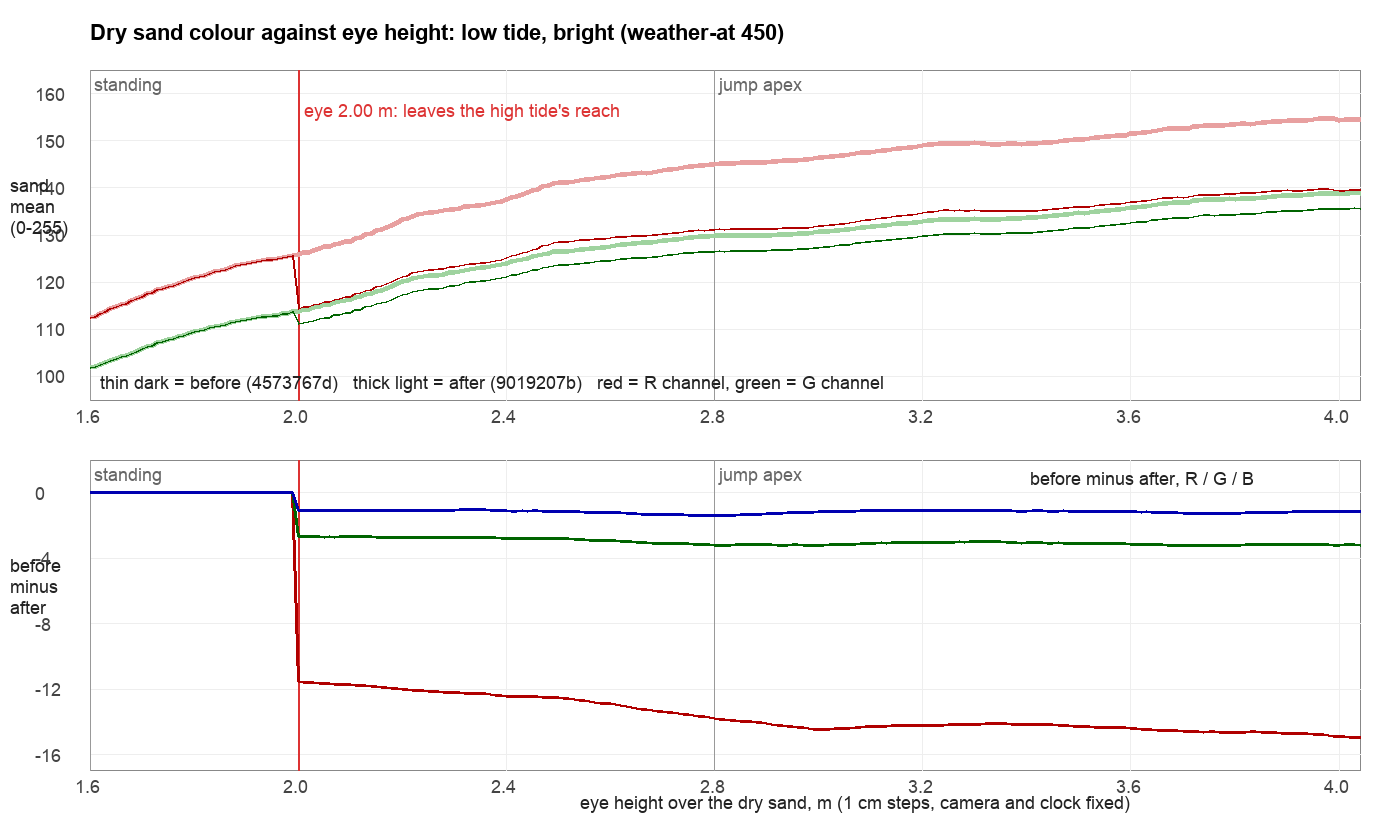 Dry sand colour against eye height: low tide, bright (weather-at 450)
standing
jump apex
eye 2.00 m: leaves the high tide's reach
160
150
140
130
120
110
100
sand
mean
(0-255)
thin dark = before (4573767d) thick light = after (9019207b) red = R channel, green = G channel
1.6 2.0 2.4 2.8 3.2 3.6 4.0
standing
jump apex
before minus after, R / G / B
0
-4
-8
-12
-16
before
minus
after
1.6 2.0 2.4 2.8 3.2 3.6 4.0
eye height over the dry sand, m (1 cm steps, camera and clock fixed)